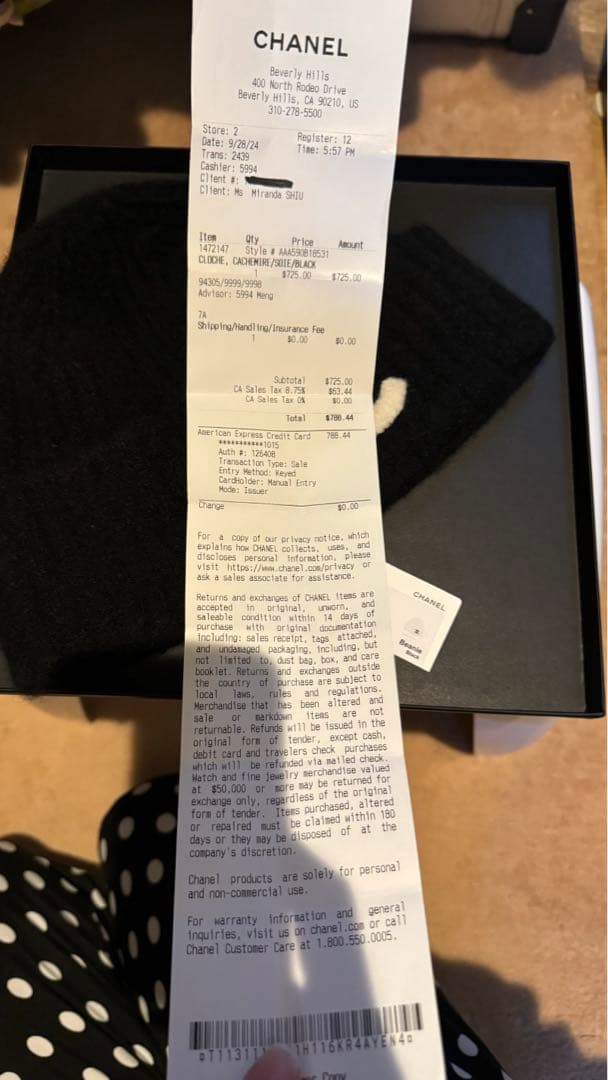 CHANEL
Beverly Hills
400 North Rodeo Drive
Beverly Hills, CA 90210, US
310-278-5500
Store: 2 Register: 12
Date: 9/28/24 Time: 5:57 PM
Trans: 2439
Cashier: 5994
Client #:
Client: Ms Miranda SHIU
Item Qty Price Amount
1472147 Style # AAA590B18531
CLOCHE, CACHEMIRE/SOIE/BLACK
1 $725.00 $725.00
94305/9999/9998
Advisor: 5994 Meng
7A
Shipping/Handling/Insurance Fee
1 $0.00 $0.00
Subtotal $725.00
CA Sales Tax 8.75% $63.44
CA Sales Tax 0% $0.00
Total $788.44
American Express Credit Card 788.44
***********1015
Auth #: 126408
Transaction Type: Sale
Entry Method: Keyed
CardHolder: Manual Entry
Mode: Issuer
Change $0.00
For a copy of our privacy notice, which
explains how CHANEL collects, uses, and
discloses personal information, please
visit https://www.chanel.com/privacy or
ask a sales associate for assistance.
Returns and exchanges of CHANEL items are
accepted in original, unworn, and
saleable condition within 14 days of
purchase with original documentation
including: sales receipt, tags attached,
and undamaged packaging, including, but
not limited to, dust bag, box, and care
booklet. Returns and exchanges outside
the country of purchase are subject to
local laws, rules and regulations.
Merchandise that has been altered and
sale or markdown items are not
returnable. Refunds will be issued in the
original form of tender, except cash,
debit card and travelers check purchases
which will be refunded via mailed check.
Watch and fine jewelry merchandise valued
at $50,000 or more may be returned for
exchange only, regardless of the original
form of tender. Items purchased, altered
or repaired must be claimed within 180
days or they may be disposed of at the
company's discretion.
Chanel products are solely for personal
and non-commercial use.
For warranty information and general
inquiries, visit us on chanel.com or call
Chanel Customer Care at 1.800.550.0005.
Copy
CHANEL
Beanie
Black